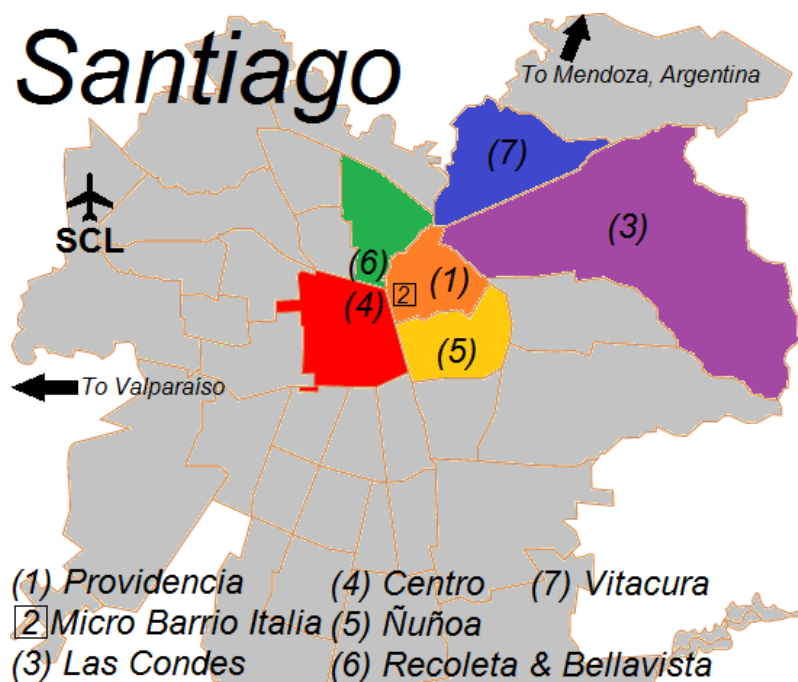 Santiago
To Mendoza, Argentina
(7)
(3)
SCL
(6)
(1)
2
(4)
(5)
To Valparaíso
(1) Providencia
(4) Centro
(7) Vitacura
2 Micro Barrio Italia
(5) Ñuñoa
(3) Las Condes
(6) Recoleta & Bellavista